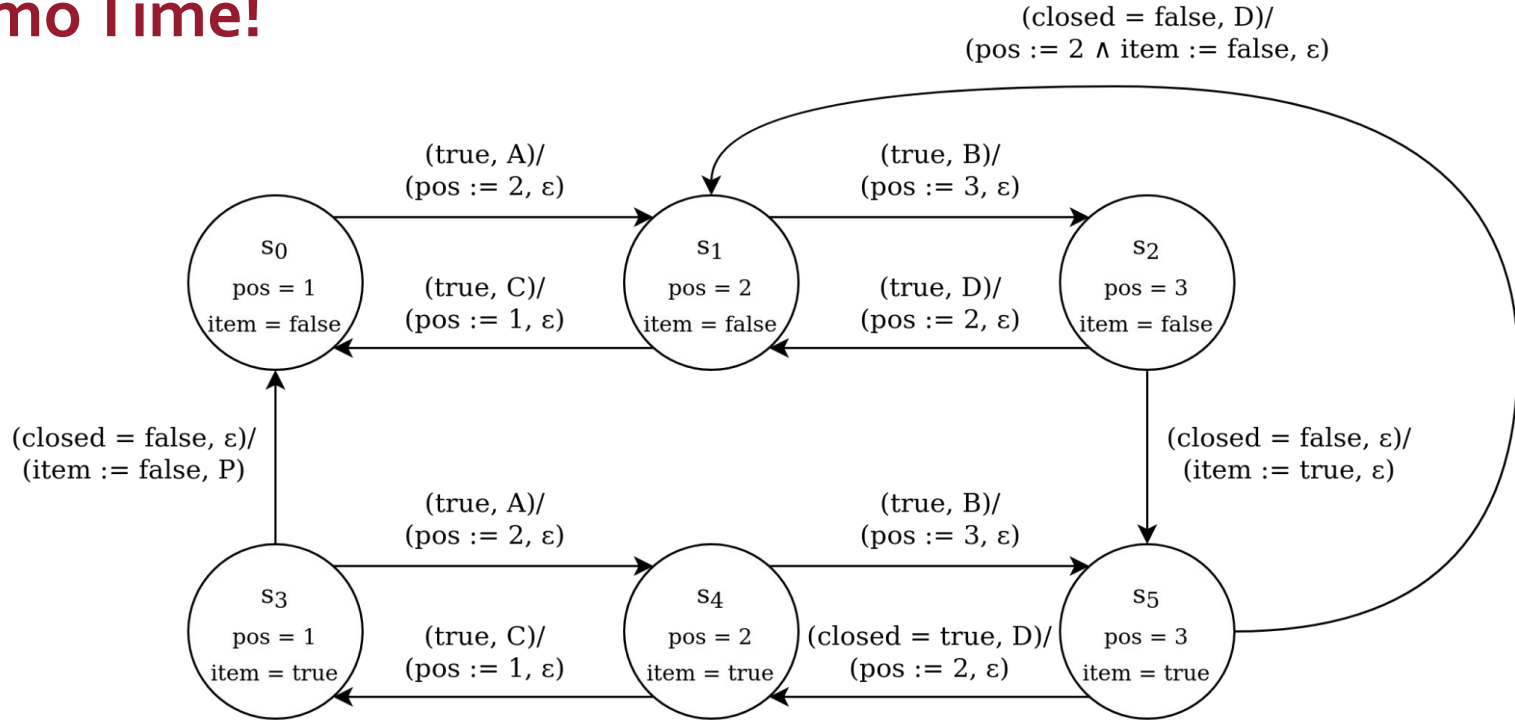 mo Time!
(closed = false, D)/
(pos := 2 ∧ item := false, ε)
(true, A)/
(pos := 2, ε)
(true, B)/
(pos := 3, ε)
s0
pos = 1
item = false
(true, C)/
(pos := 1, ε)
s1
pos = 2
item = false
(true, D)/
(pos := 2, ε)
s2
pos = 3
item = false
(closed = false, ε)/
(item := false, P)
(closed = false, ε)/
(item := true, ε)
(true, A)/
(pos := 2, ε)
(true, B)/
(pos := 3, ε)
s3
pos = 1
item = true
(true, C)/
(pos := 1, ε)
s4
pos = 2
item = true
(closed = true, D)/
(pos := 2, ε)
s5
pos = 3
item = true